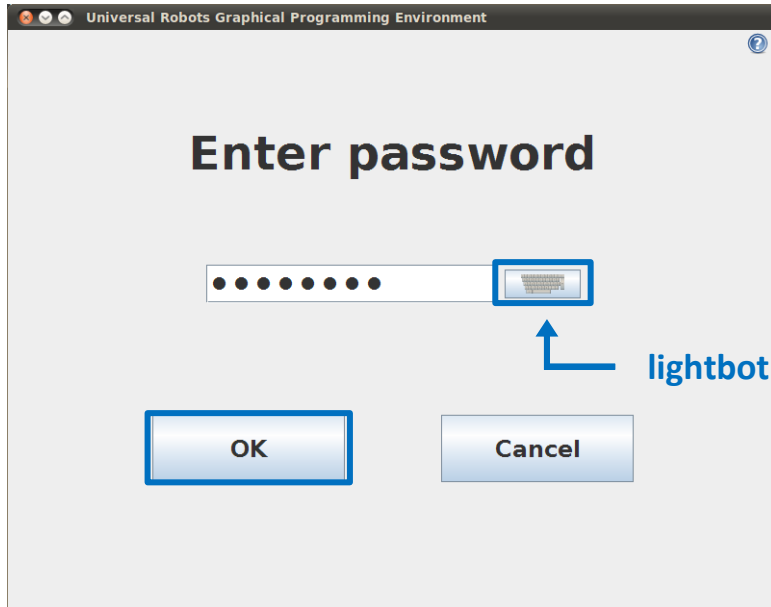 Universal Robots Graphical Programming Environment
?
Enter password
●●●●●●●●
lightbot
OK
Cancel